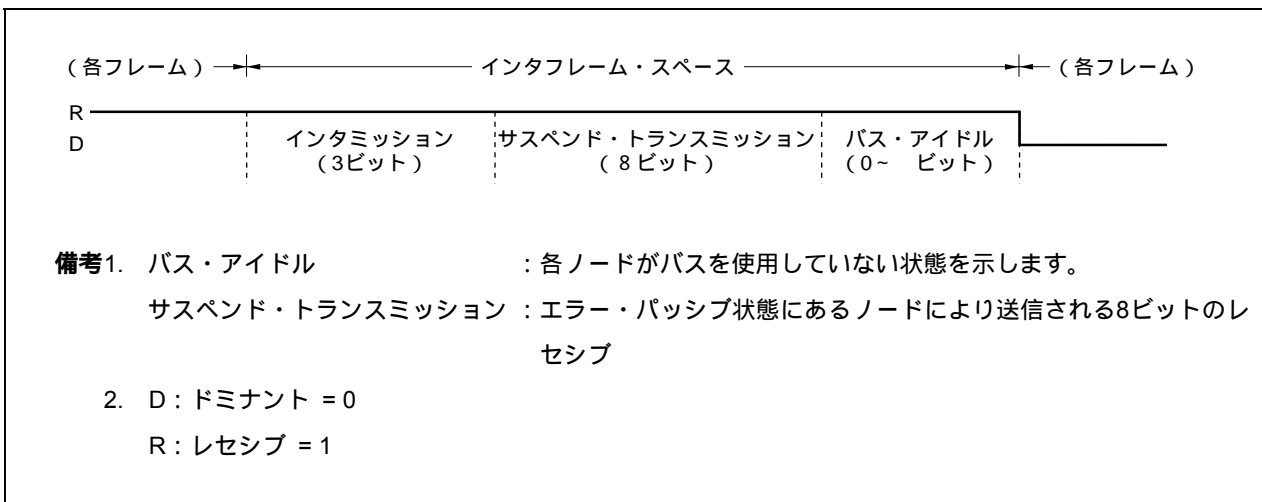 (各フレーム) インタフレーム・スペース (各フレーム)
R
D
インタミッション サスペンド・トランスミッション バス・アイドル
(3ビット) (8ビット) (0~ ビット)
備考1. バス・アイドル :各ノードがバスを使用していない状態を示します。
サスペンド・トランスミッション :エラー・パッシブ状態にあるノードにより送信される8ビットのレ
セシブ
2. D:ドミナント = 0
R:レセシブ = 1